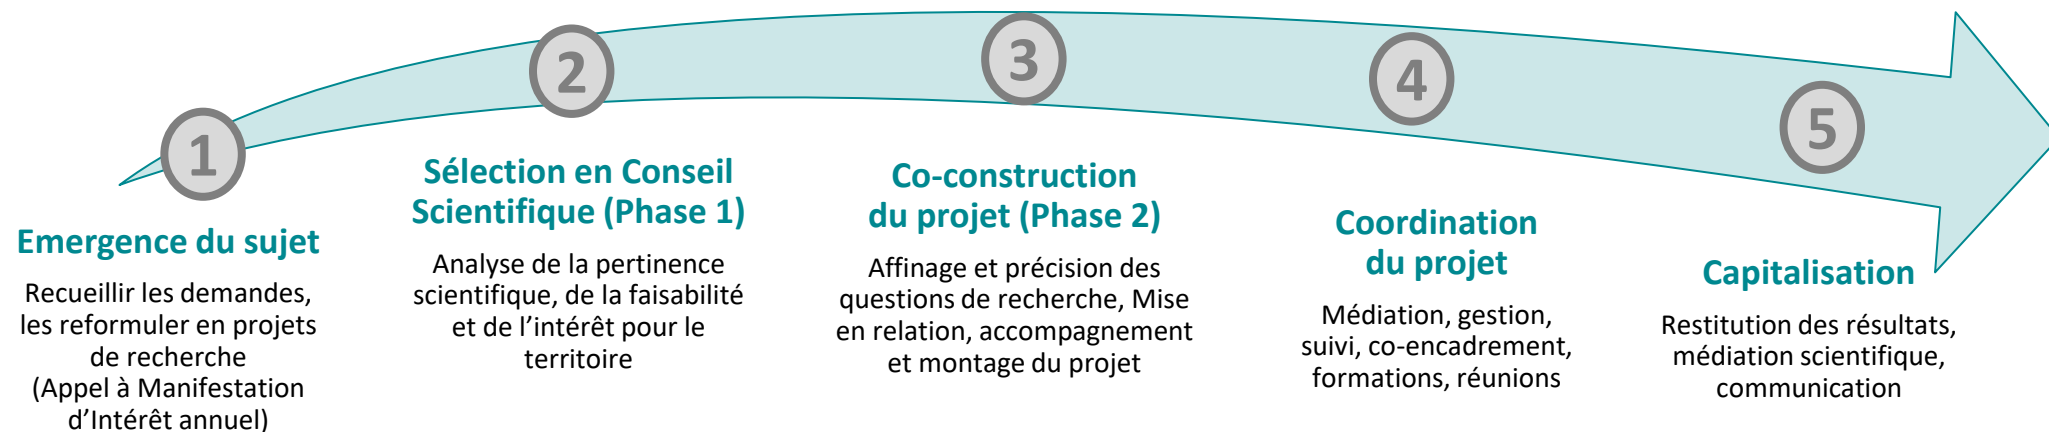 1
Emergence du sujet
Recueillir les demandes,
les reformuler en projets
de recherche
(Appel à Manifestation
d’Intérêt annuel)
2
Sélection en Conseil
Scientifique (Phase 1)
Analyse de la pertinence
scientifique, de la faisabilité
et de l’intérêt pour le
territoire
3
Co-construction
du projet (Phase 2)
Affinage et précision des
questions de recherche, Mise
en relation, accompagnement
et montage du projet
4
Coordination
du projet
Médiation, gestion,
suivi, co-encadrement,
formations, réunions
5
Capitalisation
Restitution des résultats,
médiation scientifique,
communication